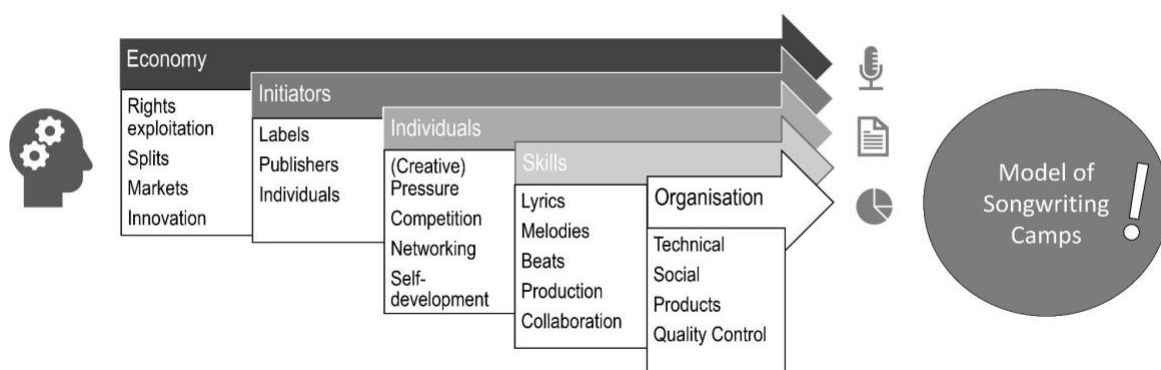 Economy
Rights
exploitation
Splits
Markets
Innovation
Initiators
Labels
Publishers
Individuals
Individuals
(Creative)
Pressure
Competition
Networking
Self-
development
Skills
Lyrics
Melodies
Beats
Production
Collaboration
Organisation
Technical
Social
Products
Quality Control
Model of
Songwriting
Camps
!